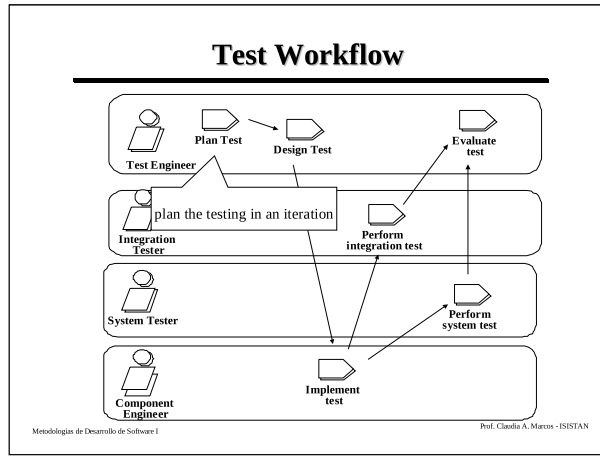 Test Workflow
Plan Test
Design Test
Evaluate
test
Test Engineer
plan the testing in an iteration
Integration
Tester
Perform
integration test
System Tester
Perform
system test
Implement
test
Component
Engineer
Metodologias de Desarrollo de Software I
Prof. Claudia A. Marcos - ISISTAN